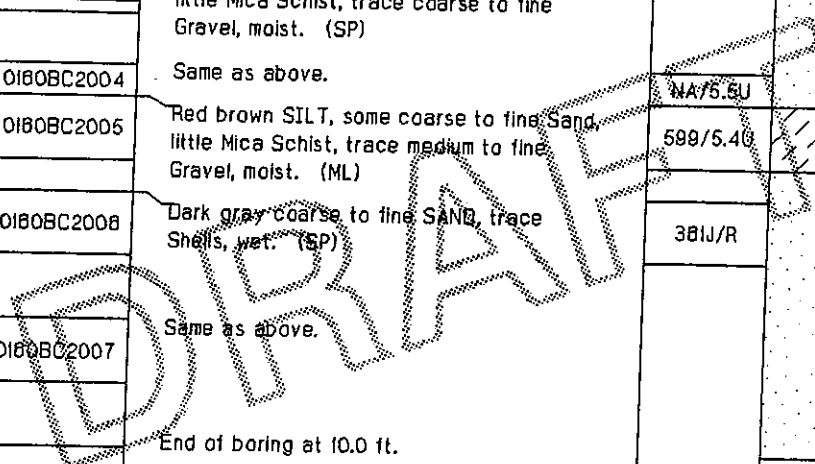 little Mica Schist, trace coarse to fine
Gravel, moist. (SP)
0160BC2004 Same as above. NA/5.5U
0160BC2005 Red brown SILT, some coarse to fine Sand, 599/5.4U
little Mica Schist, trace medium to fine
Gravel, moist. (ML)
0160BC2006 Dark gray coarse to fine SAND, trace 381J/R
Shells, wet. (SP)
0160BC2007 Same as above.
End of boring at 10.0 ft.
DRAFT